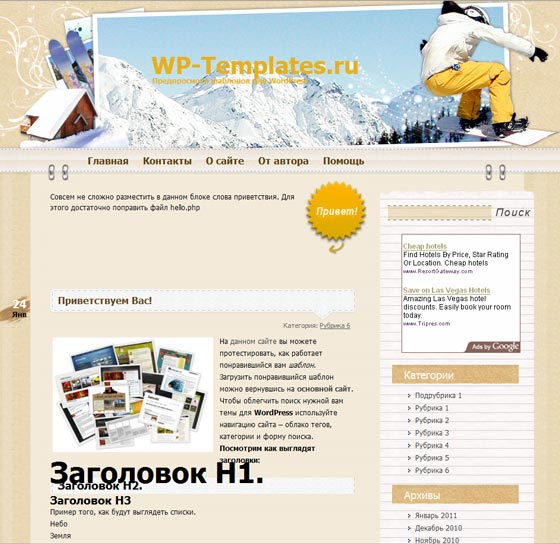 WP-Templates.ru
Предпросмотр шаблонов для WordPress
Главная Контакты О сайте От автора Помощь
Совсем не сложно разместить в данном блоке слова приветствия. Для
этого достаточно поправить файл hello.php
Привет!
24
Янв
Приветствуем Вас!
Категория: Рубрика 6
На данном сайте вы можете
протестировать, как работает
понравившийся вам шаблон.
Загрузить понравившийся шаблон
можно вернувшись на основной сайт.
Чтобы облегчить поиск нужной вам
темы для WordPress используйте
навигацию сайта – облако тегов,
категории и форму поиска.
Посмотрим как выглядят
заголовки:
Заголовок H1.
Заголовок H2.
Заголовок H3
Пример того, как будут выглядеть списки.
Небо
Земля
Поиск
Cheap hotels
Find Hotels By Price, Star Rating
Or Location. Cheap hotels
www.ResortGateway.com
Save on Las Vegas Hotels
Amazing Las Vegas hotel
discounts. Easily book your room
today.
www.Tripres.com
Ads by Google
Категории
Подрубрика 1
Рубрика 1
Рубрика 2
Рубрика 3
Рубрика 4
Рубрика 5
Рубрика 6
Архивы
Январь 2011
Декабрь 2010
Ноябрь 2010